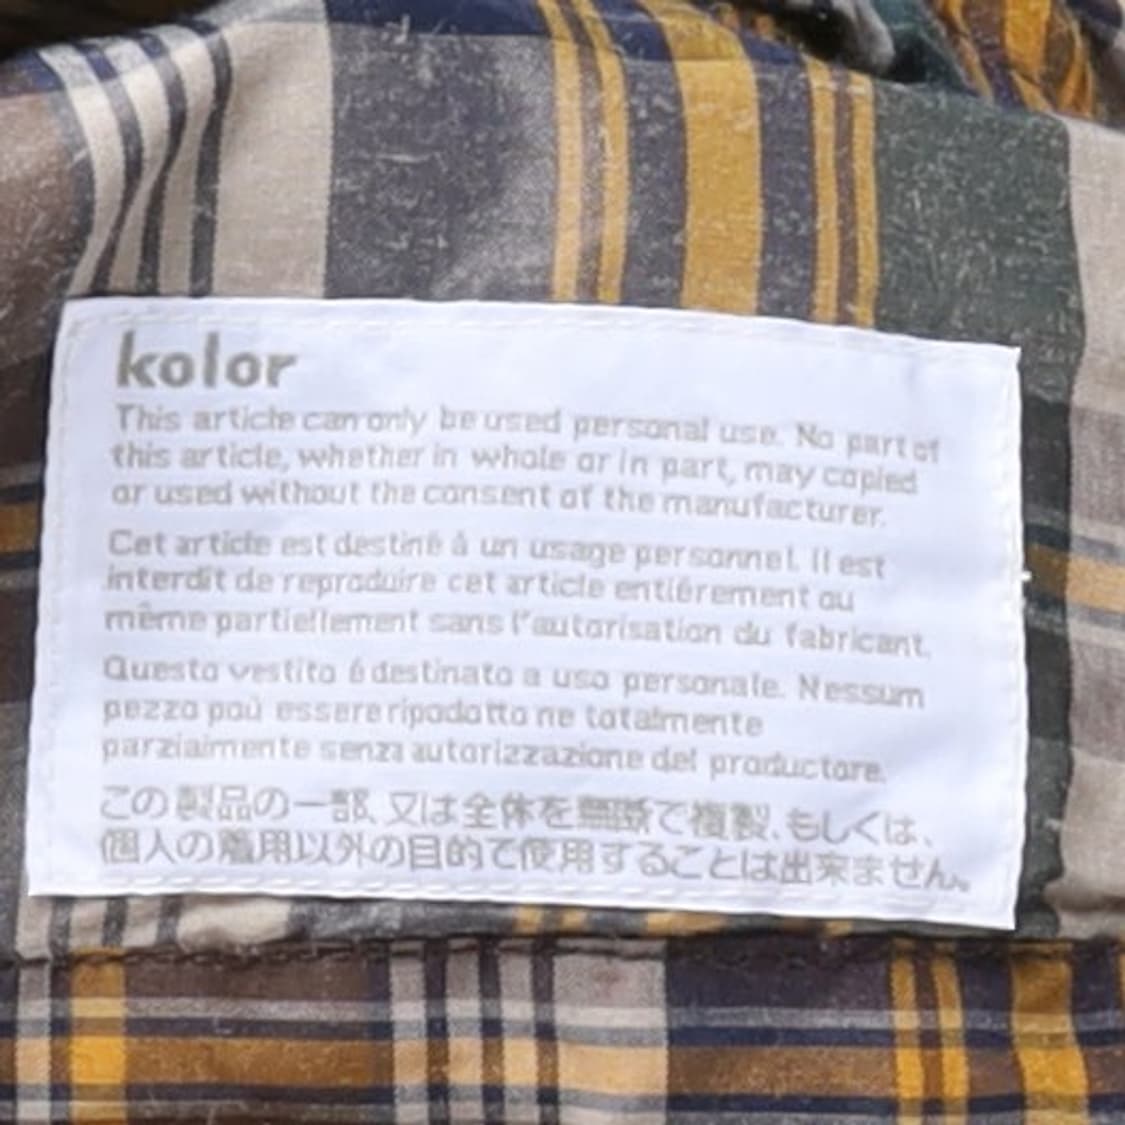 kolor
This article can only be used personal use. No part of
this article, whether in whole or in part, may copied
or used without the consent of the manufacturer.
Cet article est destiné à un usage personnel. Il est
interdit de reproduire cet article entiérement ou
même partiellement sans l'autorisation du fabricant.
Questo vestito é destinato a uso personale. Nessum
pezzo poù essere ripodotto ne totalmente
parzialmente senza autorizzazione del productore.
この製品の一部、又は全体を無断で複製、もしくは、
個人の着用以外の目的で使用することは出来ません。